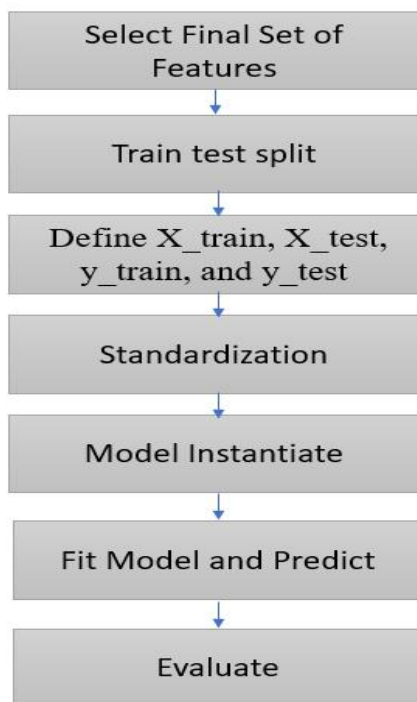 Select Final Set of
Features
Train test split
Define X_train, X_test,
y_train, and y_test
Standardization
Model Instantiate
Fit Model and Predict
Evaluate